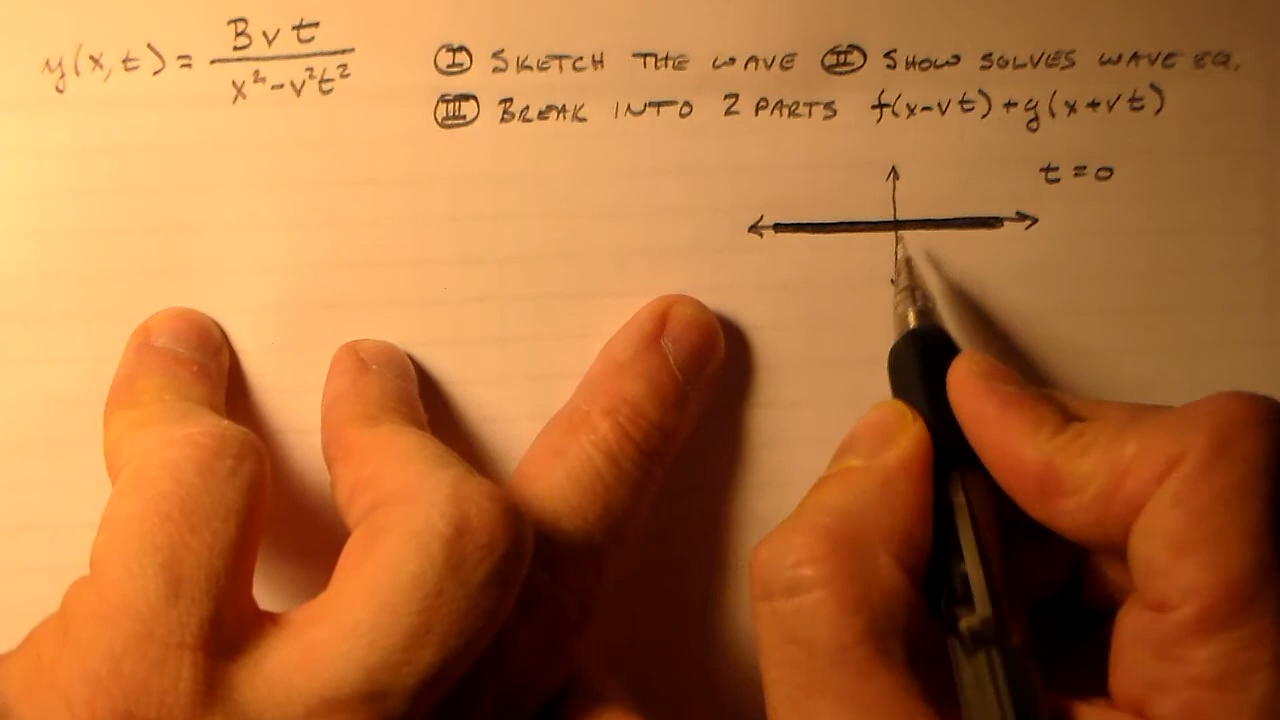 y(x,t) = Bvt / x²-v²t²
Ⓘ SKETCH THE WAVE Ⓘⓘ SHOW SOLVES WAVE EQ.
ⒾⒾⒾ BREAK INTO 2 PARTS f(x-vt)+g(x+vt)
t = 0